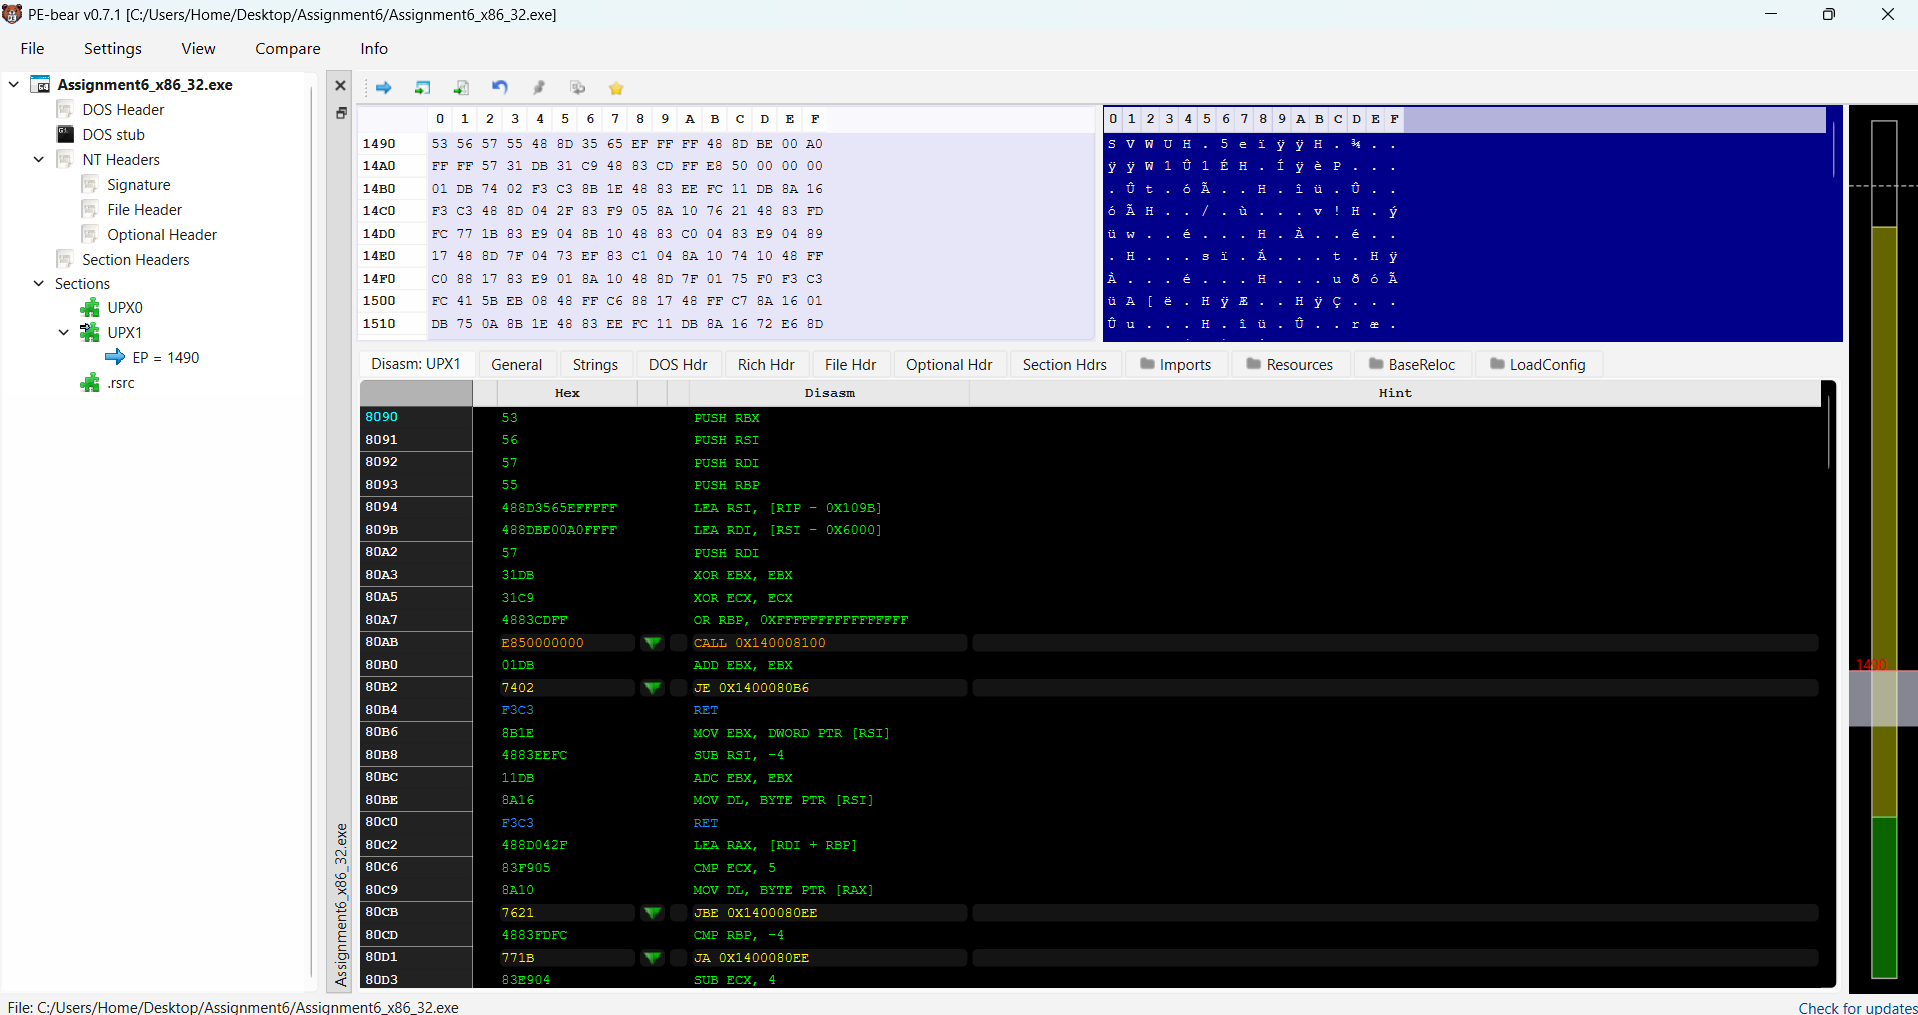 PE-bear v0.7.1 [C:/Users/Home/Desktop/Assignment6/Assignment6_x86_32.exe]
File Settings View Compare Info
Assignment6_x86_32.exe
DOS Header
DOS stub
NT Headers
Signature
File Header
Optional Header
Section Headers
Sections
UPX0
UPX1
EP = 1490
.rsrc
Assignment6_x86_32.exe
0 1 2 3 4 5 6 7 8 9 A B C D E F
1490 53 56 57 55 48 8D 35 65 EF FF FF 48 8D BE 00 A0
14A0 FF FF 57 31 DB 31 C9 48 83 CD FF E8 50 00 00 00
14B0 01 DB 74 02 F3 C3 8B 1E 48 83 EE FC 11 DB 8A 16
14C0 F3 C3 48 8D 04 2F 83 F9 05 8A 10 76 21 48 83 FD
14D0 FC 77 1B 83 E9 04 8B 10 48 83 C0 04 83 E9 04 89
14E0 17 48 8D 7F 04 73 EF 83 C1 04 8A 10 74 10 48 FF
14F0 C0 88 17 83 E9 01 8A 10 48 8D 7F 01 75 F0 F3 C3
1500 FC 41 5B EB 08 48 FF C6 88 17 48 FF C7 8A 16 01
1510 DB 75 0A 8B 1E 48 83 EE FC 11 DB 8A 16 72 E6 8D
0 1 2 3 4 5 6 7 8 9 A B C D E F
S V W U H . 5 e ï ÿ ÿ H . ¾ . .
ÿ ÿ W 1 Û 1 É H . Í ÿ è P . . .
. Û t . ó Ã . . H . î ü . Û . .
ó Ã H . . / . ù . . . v ! H . ý
ü w . . é . . . H . À . . é . .
. H . . . s ï . Á . . . t . H ÿ
À . . . é . . . H . . . u ð ó Ã
ü A [ ë . H ÿ Æ . . H ÿ Ç . . .
Û u . . . H . î ü . Û . . r æ .
Disasm: UPX1 General Strings DOS Hdr Rich Hdr File Hdr Optional Hdr Section Hdrs Imports Resources BaseReloc LoadConfig
Hex Disasm Hint
8090 53 PUSH RBX
8091 56 PUSH RSI
8092 57 PUSH RDI
8093 55 PUSH RBP
8094 488D3565EFFFFF LEA RSI, [RIP - 0X109B]
809B 488DBE00A0FFFF LEA RDI, [RSI - 0X6000]
80A2 57 PUSH RDI
80A3 31DB XOR EBX, EBX
80A5 31C9 XOR ECX, ECX
80A7 4883CDFF OR RBP, 0XFFFFFFFFFFFFFFFF
80AB E850000000 CALL 0X140008100
80B0 01DB ADD EBX, EBX
80B2 7402 JE 0X1400080B6
80B4 F3C3 RET
80B6 8B1E MOV EBX, DWORD PTR [RSI]
80B8 4883EEFC SUB RSI, -4
80BC 11DB ADC EBX, EBX
80BE 8A16 MOV DL, BYTE PTR [RSI]
80C0 F3C3 RET
80C2 488D042F LEA RAX, [RDI + RBP]
80C6 83F905 CMP ECX, 5
80C9 8A10 MOV DL, BYTE PTR [RAX]
80CB 7621 JBE 0X1400080EE
80CD 4883FDFC CMP RBP, -4
80D1 771B JA 0X1400080EE
80D3 83E904 SUB ECX, 4
1490
File: C:/Users/Home/Desktop/Assignment6/Assignment6_x86_32.exe
Check for updates